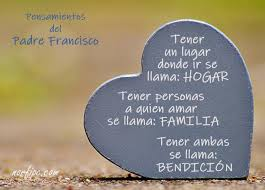 Pensamientos
del
Padre Francisco
Tener
un lugar
donde ir se
llama: HOGAR
Tener personas
a quien amar
se llama: FAMILIA
Tener ambas
se llama:
BENDICIÓN